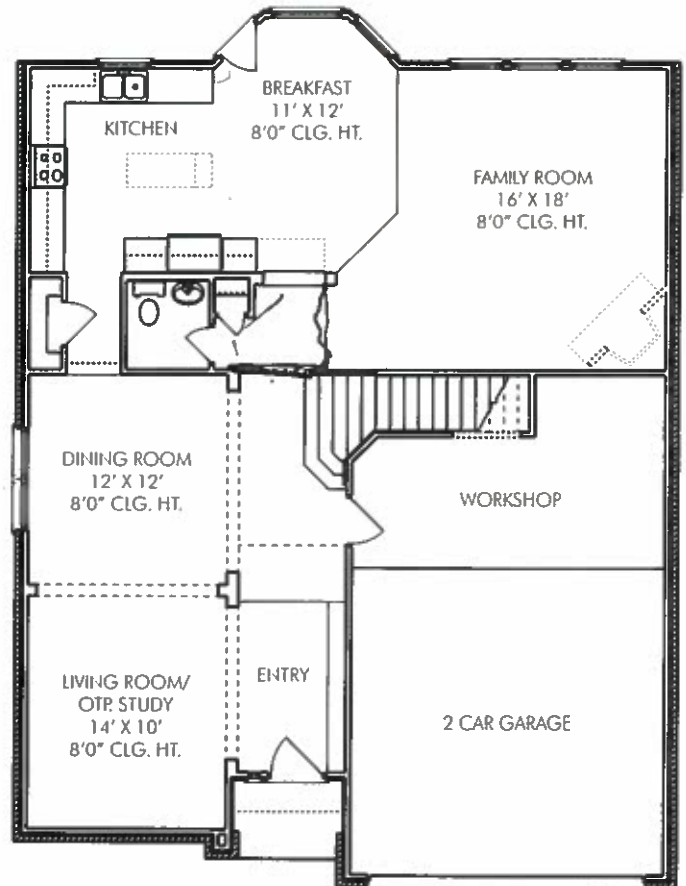 BREAKFAST
11' X 12'
8'0" CLG. HT.
KITCHEN
FAMILY ROOM
16' X 18'
8'0" CLG. HT.
DINING ROOM
12' X 12'
8'0" CLG. HT.
WORKSHOP
LIVING ROOM/
OTP. STUDY
14' X 10'
8'0" CLG. HT.
ENTRY
2 CAR GARAGE